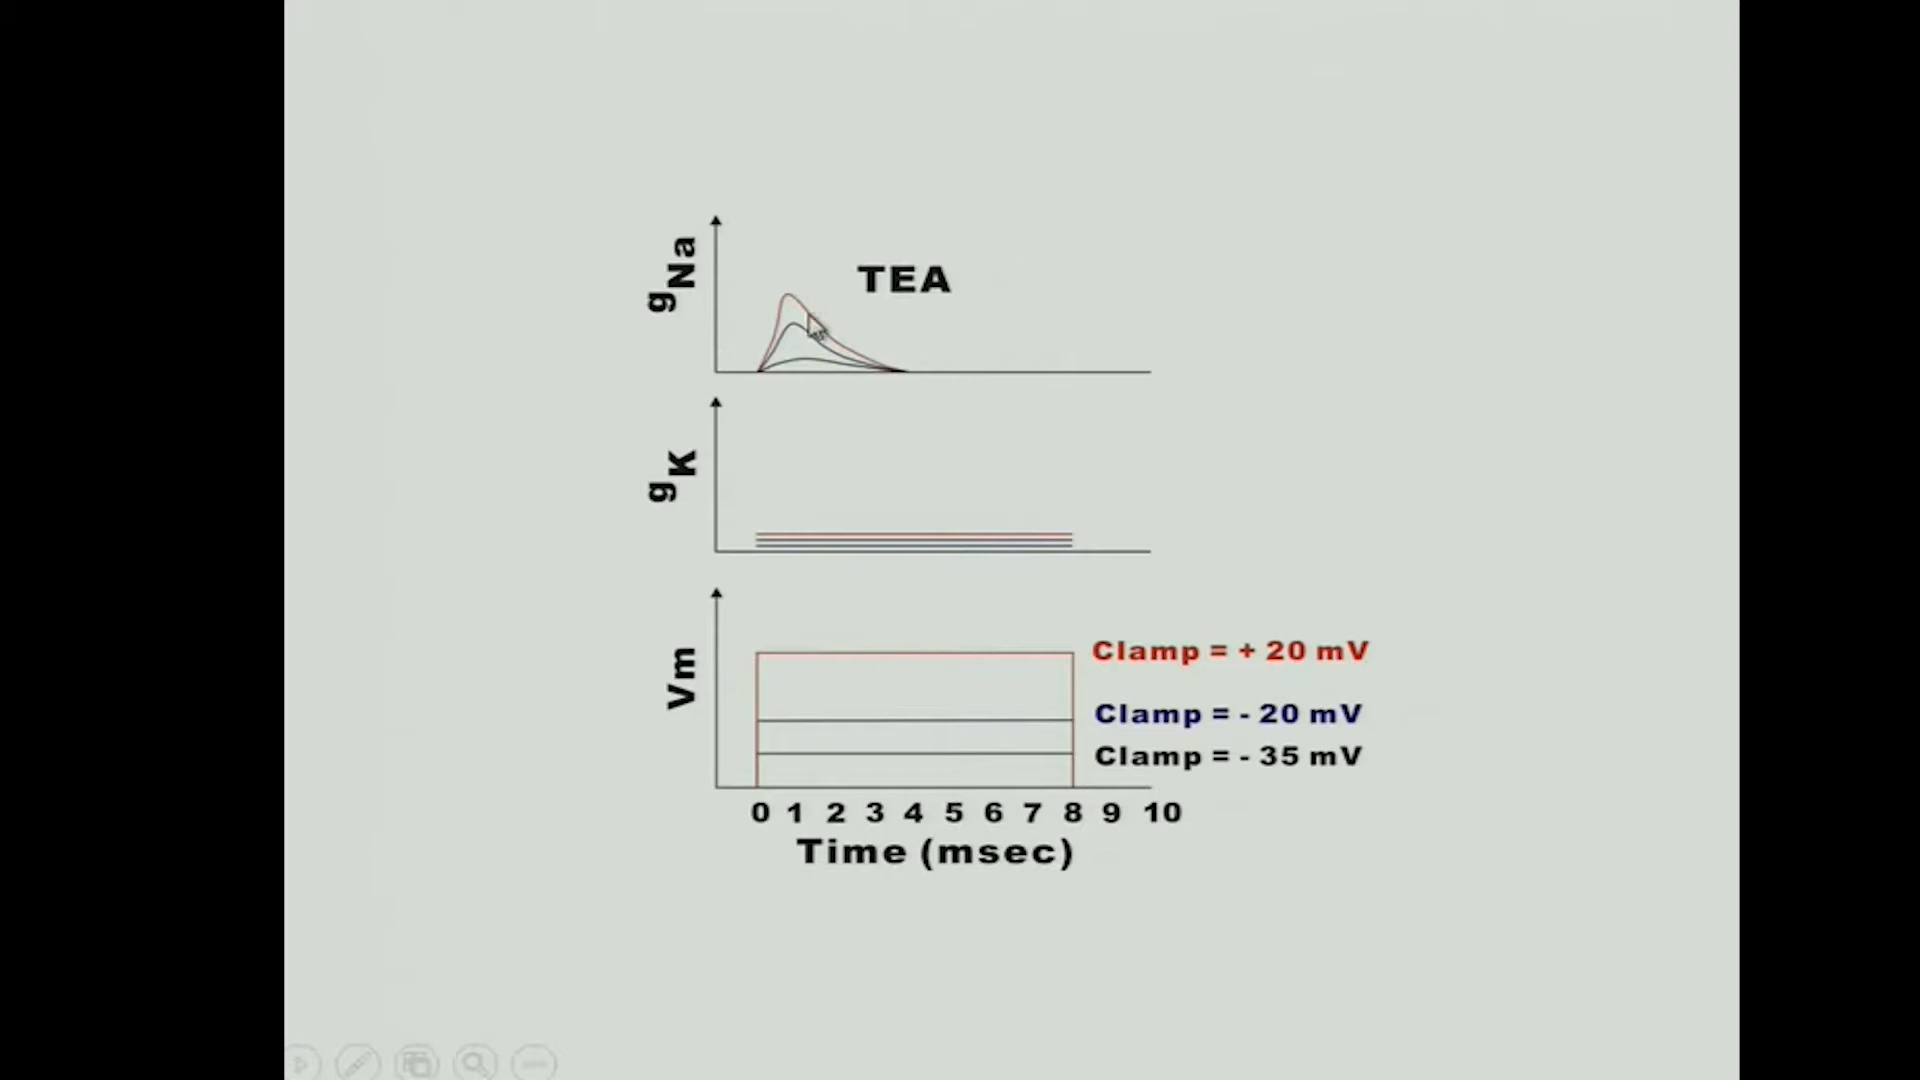 gNa
TEA
gK
Vm
Clamp = + 20 mV
Clamp = - 20 mV
Clamp = - 35 mV
0 1 2 3 4 5 6 7 8 9 10
Time (msec)